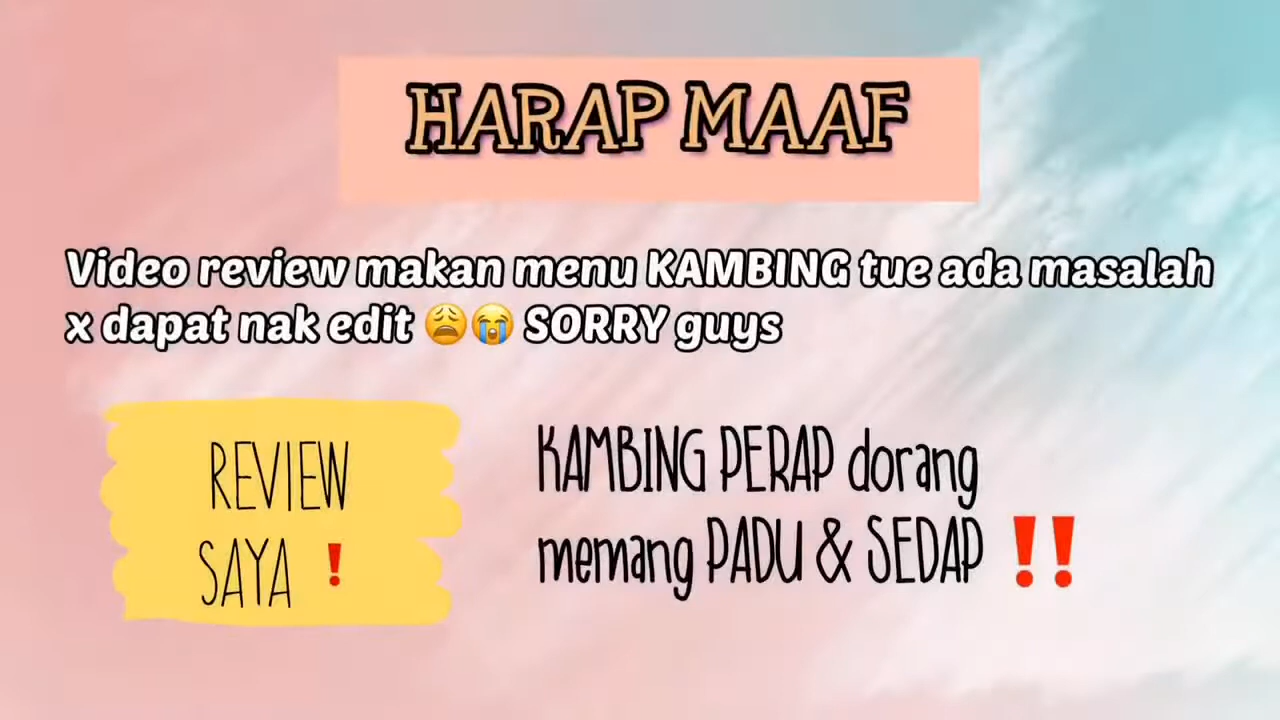 HARAP MAAF
Video review makan menu KAMBING tue ada masalah
x dapat nak edit 😩😭 SORRY guys
REVIEW
SAYA ❗
KAMBING PERAP dorang
memang PADU & SEDAP ‼️